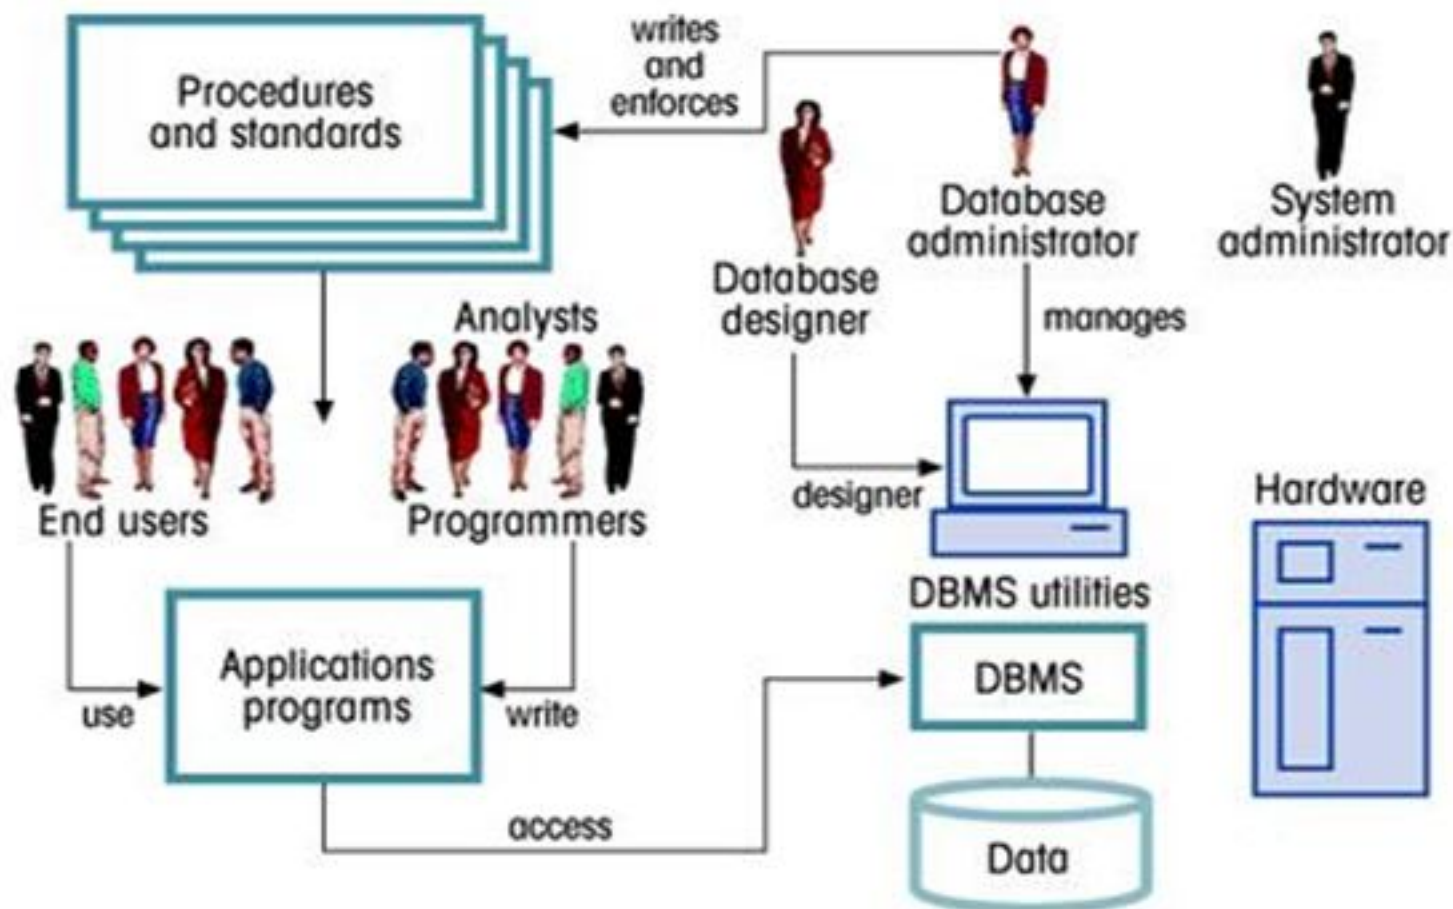 Procedures
and standards
writes
and
enforces
Database
designer
Database
administrator
System
administrator
manages
Analysts
End users
Programmers
designer
Hardware
DBMS utilities
Applications
programs
use
write
DBMS
access
Data